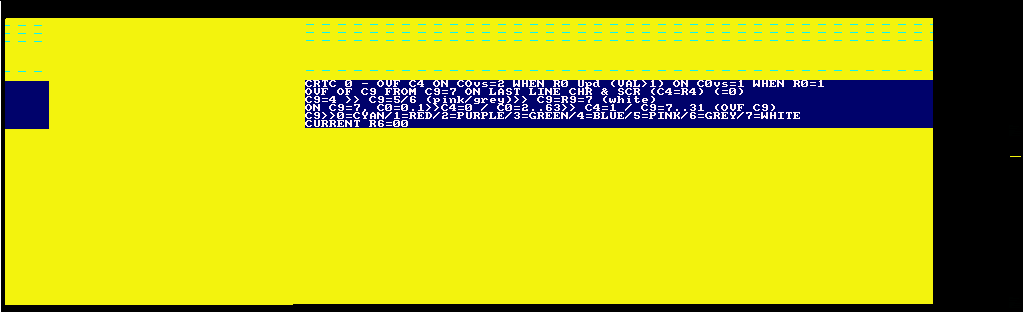 CRTC 0 - OVF C4 ON C0vs=2 WHEN R0 Upd (VAL>1) ON C0vs=1 WHEN R0=1
OVF OF C9 FROM C9=7 ON LAST LINE CHR & SCR (C4=R4) (=0)
C9=4 >> C9=5/6 (pink/grey)>> C9=R9=7 (white)
ON C9=7, C0=0.1>>C4=0 / C0=2..63>> C4=1 / C9=7..31 (OVF C9)
C9>>0=CYAN/1=RED/2=PURPLE/3=GREEN/4=BLUE/5=PINK/6=GREY/7=WHITE
CURRENT R6=00